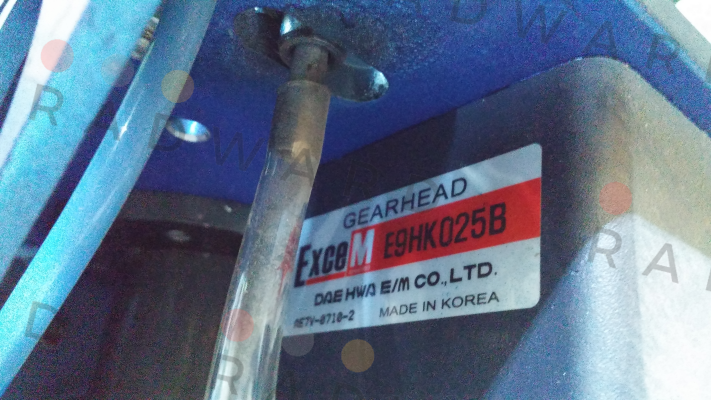 GEARHEAD
ExceM E9HK025B
DAE HWA E/M CO.,LTD.
MADE IN KOREA